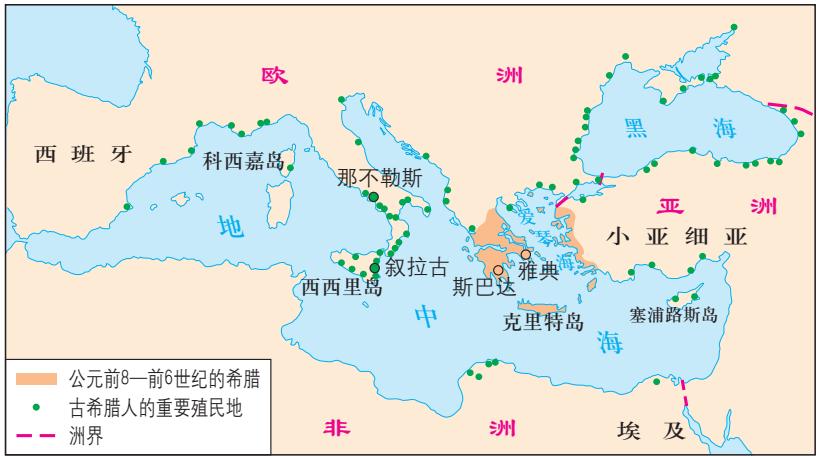 欧洲
黑海
西班牙
科西嘉岛
那不勒斯
亚洲
爱琴海
小亚细亚
地中海
叙拉古
雅典
西西里岛
斯巴达
克里特岛
塞浦路斯岛
公元前8—前6世纪的希腊
古希腊人的重要殖民地
洲界
非洲
埃及